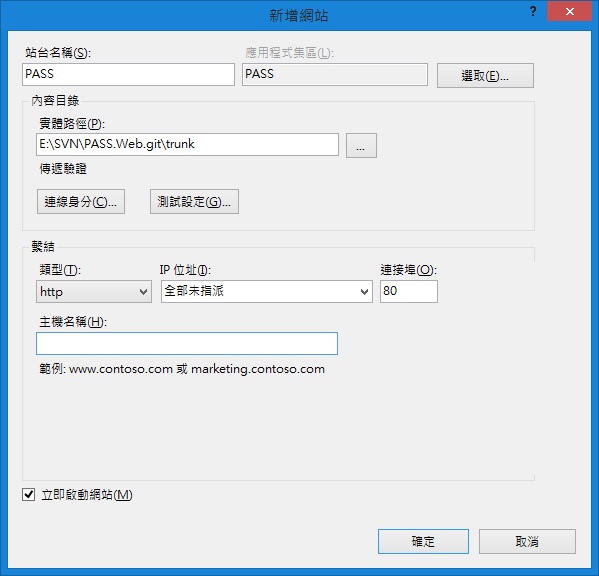 新增網站
? ×
站台名稱(S): 應用程式集區(L):
PASS PASS 選取(E)...
內容目錄
實體路徑(P):
E:\SVN\PASS.Web.git\trunk ...
傳遞驗證
連線身分(C)... 測試設定(G)...
繫結
類型(T): IP 位址(I): 連接埠(O):
http 全部未指派 80
主機名稱(H):
範例: www.contoso.com 或 marketing.contoso.com
立即啟動網站(M)
確定 取消